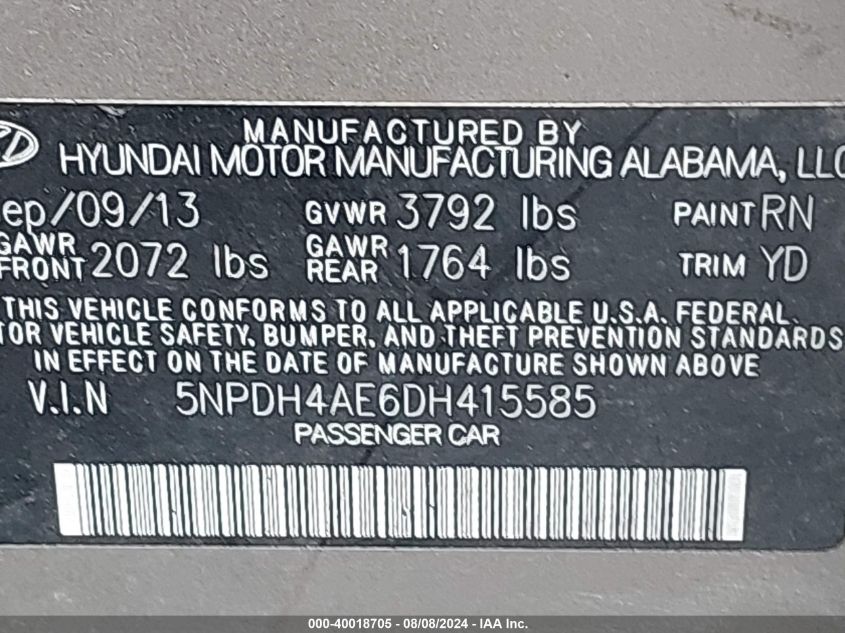 MANUFACTURED BY
HYUNDAI MOTOR MANUFACTURING ALABAMA, LLC
ep/09/13 GVWR 3792 lbs PAINT RN
GAWR FRONT 2072 lbs GAWR REAR 1764 lbs TRIM YD
THIS VEHICLE CONFORMS TO ALL APPLICABLE U.S.A. FEDERAL
TOR VEHICLE SAFETY, BUMPER, AND THEFT PREVENTION STANDARDS
IN EFFECT ON THE DATE OF MANUFACTURE SHOWN ABOVE
V.I.N 5NPDH4AE6DH415585
PASSENGER CAR
000-40018705 - 08/08/2024 - IAA Inc.